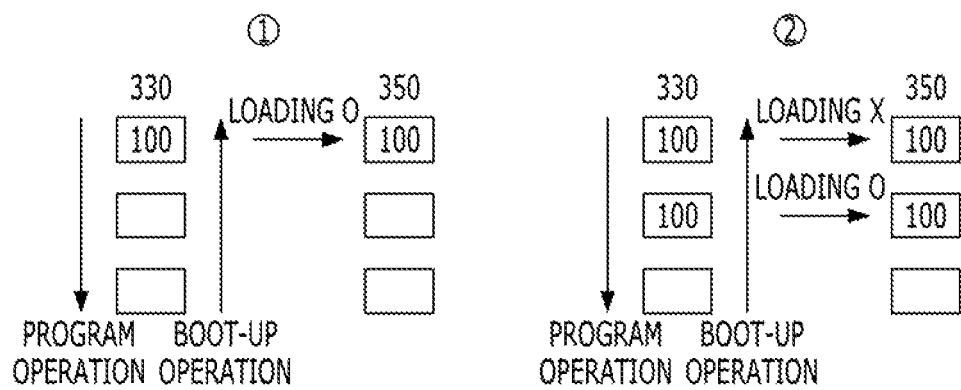 ①
330
350
LOADING O
100
100
PROGRAM OPERATION
BOOT-UP OPERATION
②
330
350
LOADING X
100
100
LOADING O
100
100
PROGRAM OPERATION
BOOT-UP OPERATION